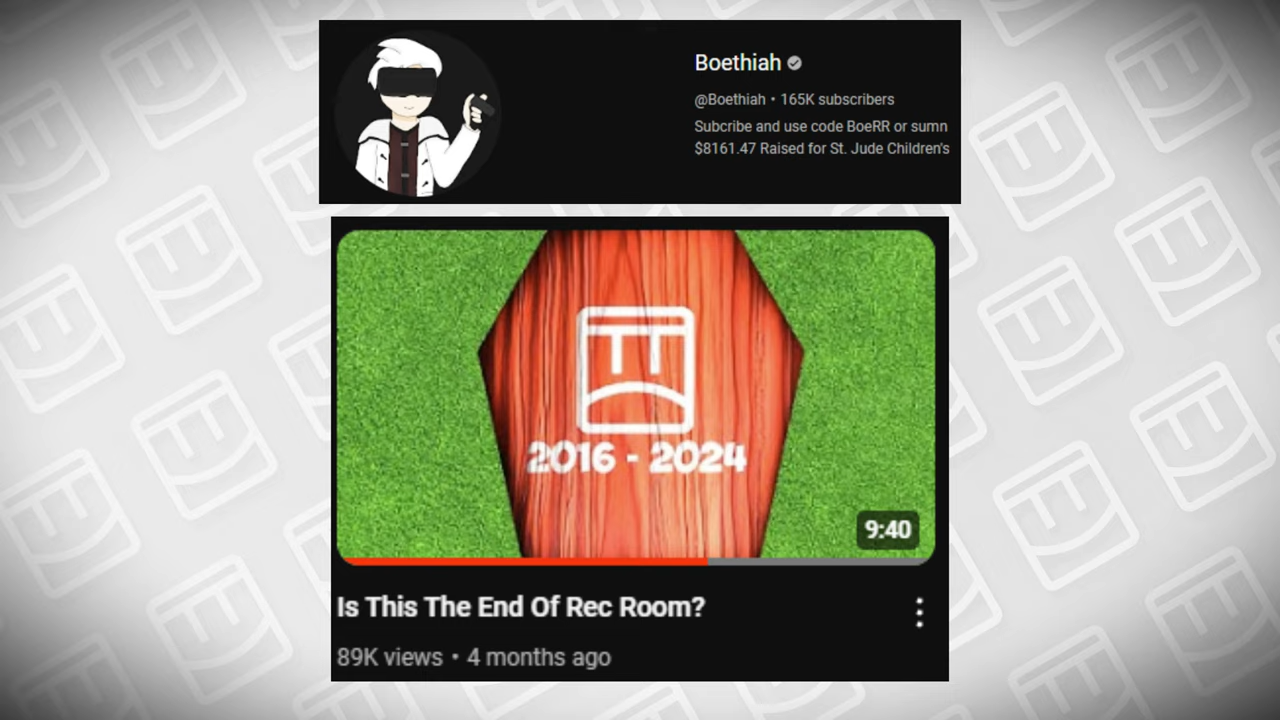 Boethiah
@Boethiah • 165K subscribers
Subcribe and use code BoeRR or sumn
$8161.47 Raised for St. Jude Children's
2016 - 2024
9:40
Is This The End Of Rec Room?
89K views • 4 months ago